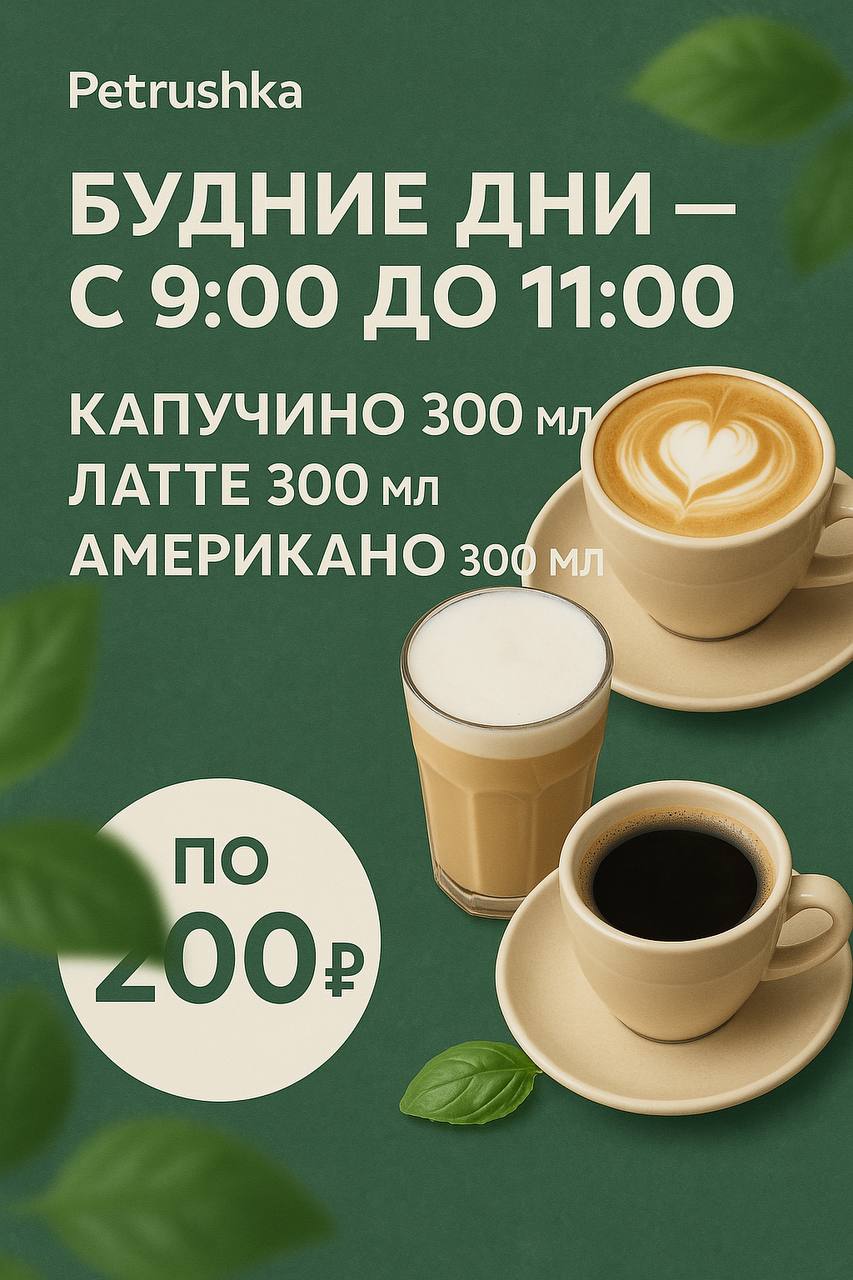 Petrushka
БУДНИЕ ДНИ —
С 9:00 ДО 11:00
КАПУЧИНО 300 мл
ЛАТТЕ 300 мл
АМЕРИКАНО 300 мл
ПО
200₽